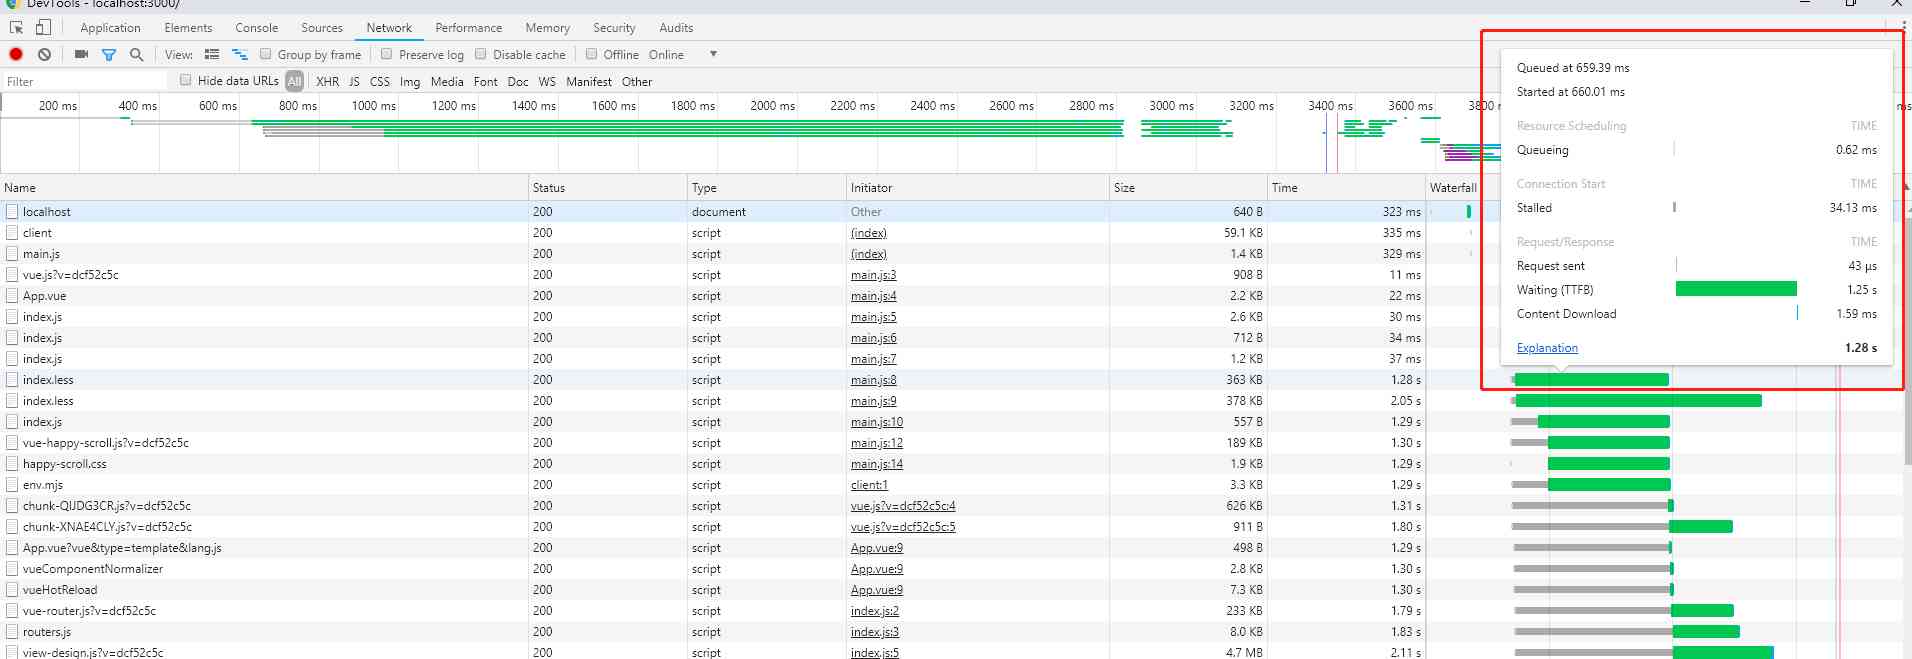 DevTools - localhost:3000/
Application Elements Console Sources Network Performance Memory Security Audits
View: Group by frame Preserve log Disable cache Offline Online
Filter Hide data URLs All XHR JS CSS Img Media Font Doc WS Manifest Other
200 ms 400 ms 600 ms 800 ms 1000 ms 1200 ms 1400 ms 1600 ms 1800 ms 2000 ms 2200 ms 2400 ms 2600 ms 2800 ms 3000 ms 3200 ms 3400 ms 3600 ms 3800 ms
Name Status Type Initiator Size Time Waterfall
localhost 200 document Other 640 B 323 ms
client 200 script (index) 59.1 KB 335 ms
main.js 200 script (index) 1.4 KB 329 ms
vue.js?v=dcf52c5c 200 script main.js:3 908 B 11 ms
App.vue 200 script main.js:4 2.2 KB 22 ms
index.js 200 script main.js:5 2.6 KB 30 ms
index.js 200 script main.js:6 712 B 34 ms
index.js 200 script main.js:7 1.2 KB 37 ms
index.less 200 script main.js:8 363 KB 1.28 s
index.less 200 script main.js:9 378 KB 2.05 s
index.js 200 script main.js:10 557 B 1.29 s
vue-happy-scroll.js?v=dcf52c5c 200 script main.js:12 189 KB 1.30 s
happy-scroll.css 200 script main.js:14 1.9 KB 1.29 s
env.mjs 200 script client:1 3.3 KB 1.29 s
chunk-QIJDG3CR.js?v=dcf52c5c 200 script vue.js?v=dcf52c5c:4 626 KB 1.31 s
chunk-XNAE4CLY.js?v=dcf52c5c 200 script vue.js?v=dcf52c5c:5 911 B 1.80 s
App.vue?vue&type=template&lang.js 200 script App.vue:9 498 B 1.29 s
vueComponentNormalizer 200 script App.vue:9 2.8 KB 1.30 s
vueHotReload 200 script App.vue:9 7.3 KB 1.30 s
vue-router.js?v=dcf52c5c 200 script index.js:2 233 KB 1.79 s
routers.js 200 script index.js:3 8.0 KB 1.83 s
view-design.js?v=dcf52c5c 200 script index.js:5 4.7 MB 2.11 s
Queued at 659.39 ms
Started at 660.01 ms
Resource Scheduling TIME
Queueing 0.62 ms
Connection Start TIME
Stalled 34.13 ms
Request/Response TIME
Request sent 43 µs
Waiting (TTFB) 1.25 s
Content Download 1.59 ms
Explanation 1.28 s